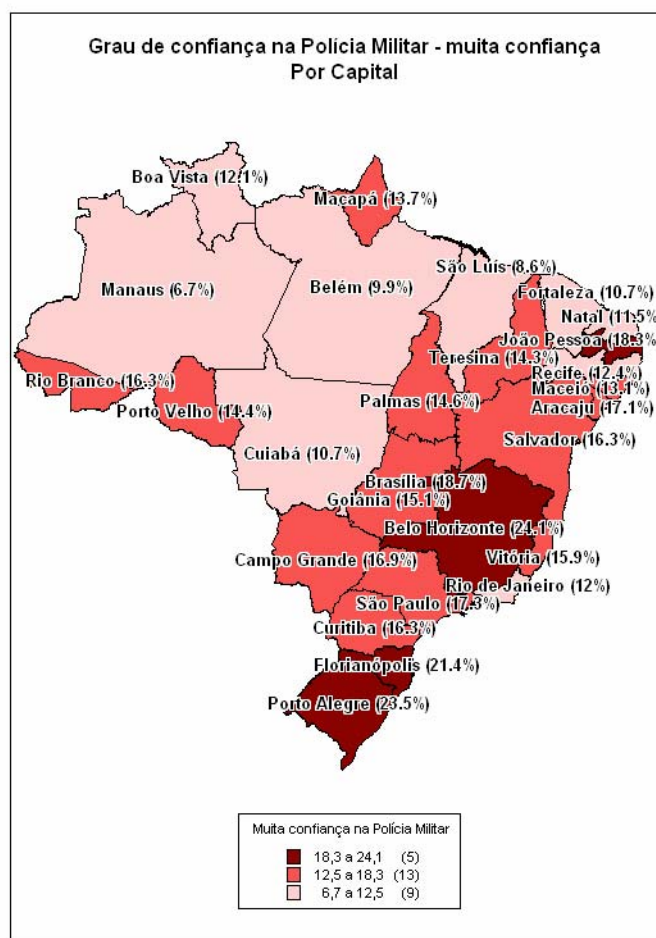 Grau de confiança na Polícia Militar - muita confiança
Por Capital
Boa Vista (12.1%)
Macapá (13.7%)
São Luís (8.6%)
Manaus (6.7%)
Belém (9.9%)
Fortaleza (10.7%)
Natal (11.5%)
João Pessoa (18.3%)
Teresina (14.3%)
Recife (12.4%)
Rio Branco (16.3%)
Maceió (13.1%)
Porto Velho (14.4%)
Palmas (14.6%)
Aracaju (17.1%)
Salvador (16.3%)
Cuiabá (10.7%)
Brasília (18.7%)
Goiânia (15.1%)
Belo Horizonte (24.1%)
Campo Grande (16.9%)
Vitória (15.9%)
Rio de Janeiro (12%)
São Paulo (17.3%)
Curitiba (16.3%)
Florianópolis (21.4%)
Porto Alegre (23.5%)
Muita confiança na Polícia Militar
18,3 a 24,1 (5)
12,5 a 18,3 (13)
6,7 a 12,5 (9)